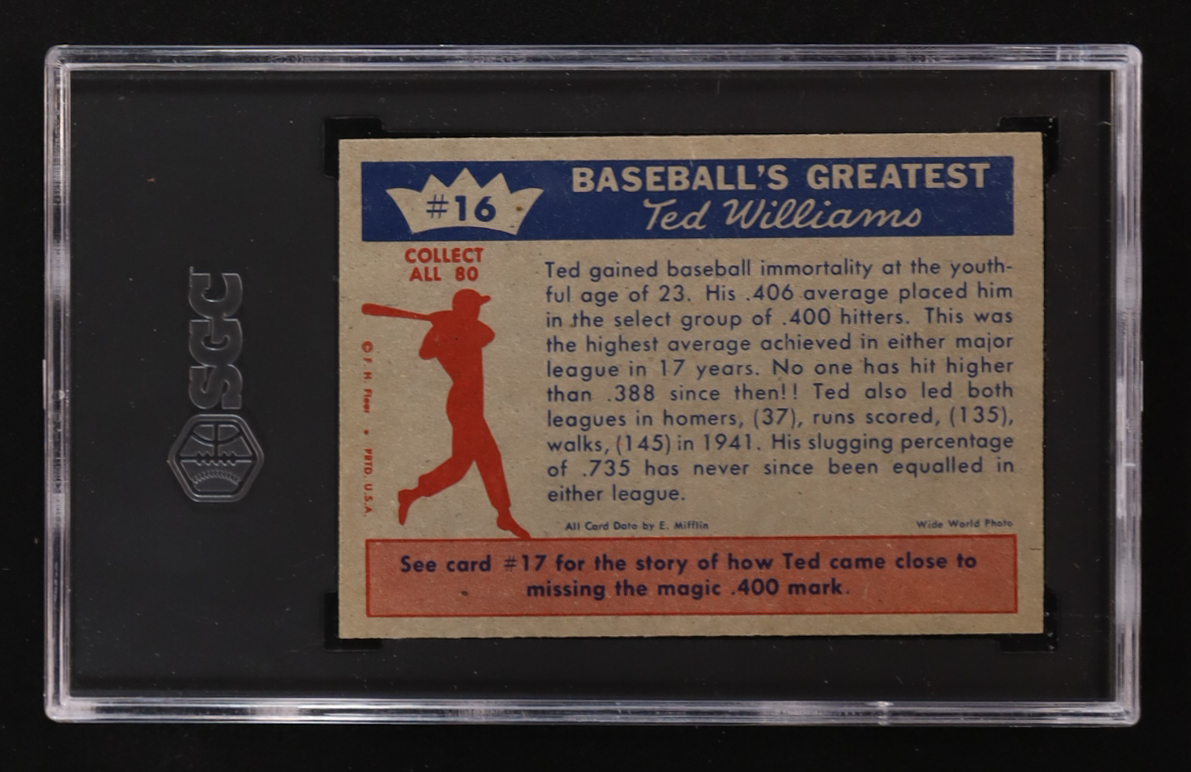 #16
BASEBALL'S GREATEST
Ted Williams
COLLECT
ALL 80
Ted gained baseball immortality at the youth-
ful age of 23. His .406 average placed him
in the select group of .400 hitters. This was
the highest average achieved in either major
league in 17 years. No one has hit higher
than .388 since then!! Ted also led both
leagues in homers, (37), runs scored, (135),
walks, (145) in 1941. His slugging percentage
of .735 has never since been equalled in
either league.
© F. H. Fleer • PRTD. U.S.A.
All Card Data by E. Mifflin
Wide World Photo
See card #17 for the story of how Ted came close to
missing the magic .400 mark.
SGC